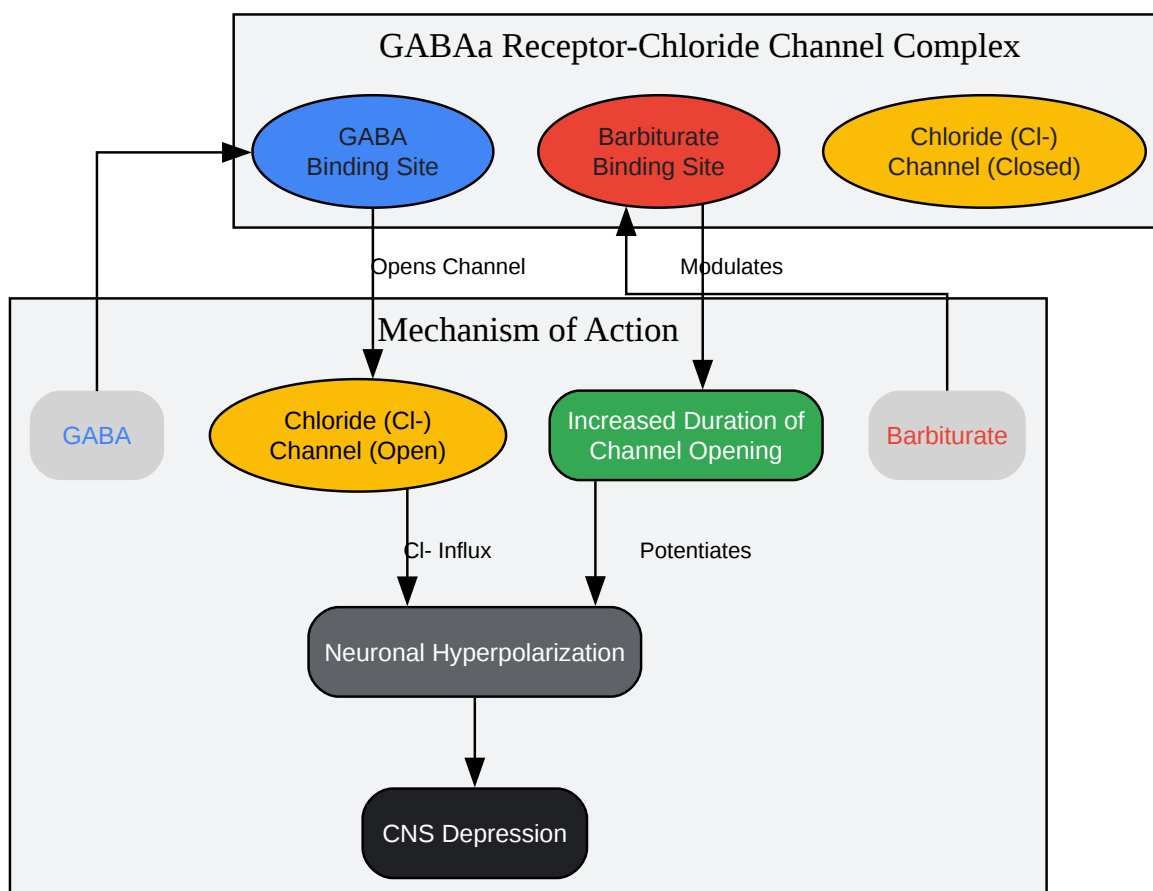 GABAa Receptor-Chloride Channel Complex
GABA
Binding Site
Barbiturate
Binding Site
Chloride (Cl-)
Channel (Closed)
Opens Channel
Modulates
Mechanism of Action
GABA
Chloride (Cl-)
Channel (Open)
Increased Duration of
Channel Opening
Barbiturate
Cl- Influx
Potentiates
Neuronal Hyperpolarization
CNS Depression